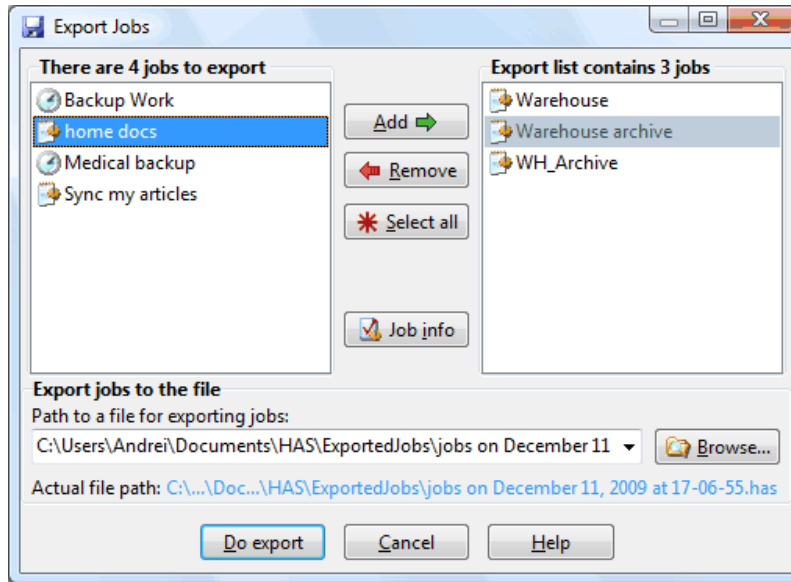 Export Jobs
There are 4 jobs to export
Backup Work
home docs
Medical backup
Sync my articles
Add
Remove
Select all
Job info
Export list contains 3 jobs
Warehouse
Warehouse archive
WH_Archive
Export jobs to the file
Path to a file for exporting jobs:
C:\Users\Andrei\Documents\HAS\ExportedJobs\jobs on December 11
Browse...
Actual file path: C:\...\Doc...\HAS\ExportedJobs\jobs on December 11, 2009 at 17-06-55.has
Do export
Cancel
Help